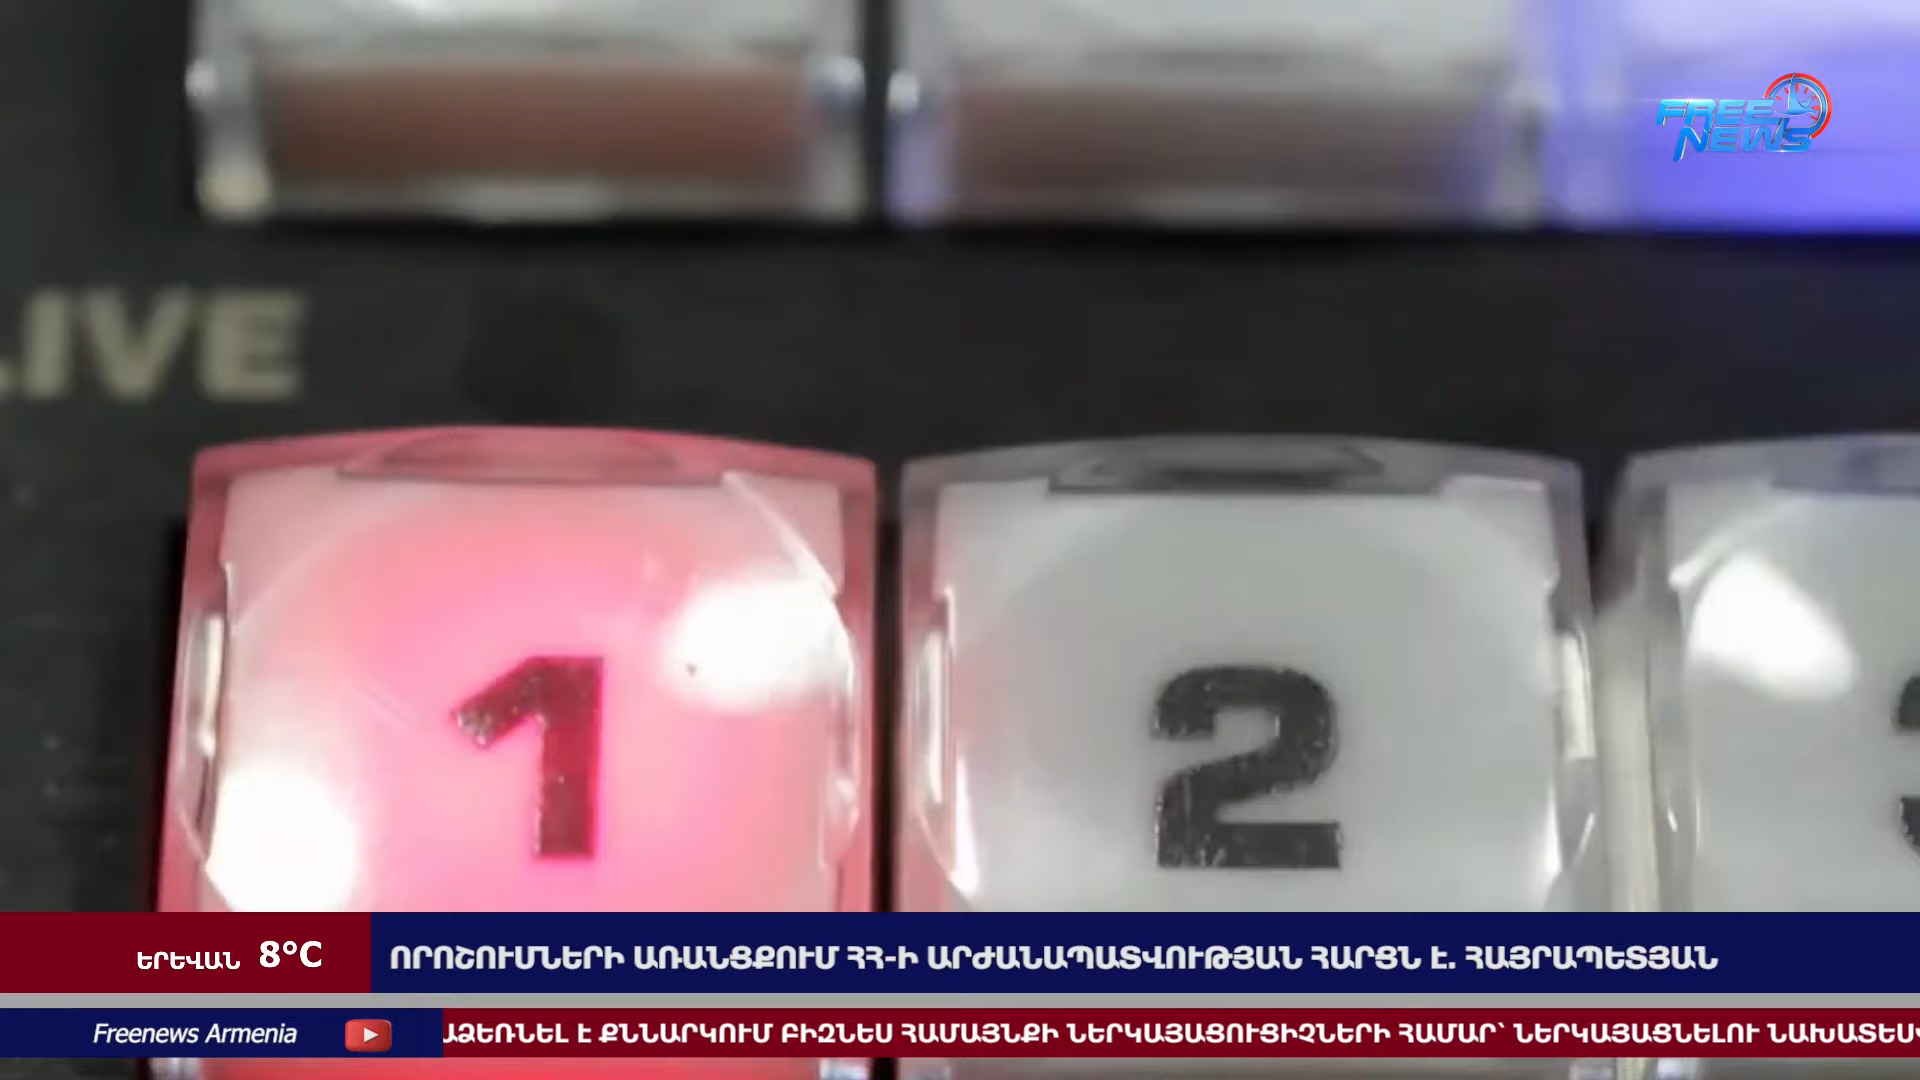 FREE
NEWS
LIVE
1
2
ԵՐԵՎԱՆ 8°C
ՈՐՈՇՈՒՄՆԵՐԻ ԱՌԱՆՑՔՈՒՄ ՀՀ-Ի ԱՐԺԱՆԱՊԱՏՎՈՒԹՅԱՆ ՀԱՐՑՆ Է. ՀԱՅՐԱՊԵՏՅԱՆ
Freenews Armenia
ԱՁԵՌՆԵԼ Է ՔՆՆԱՐԿՈՒՄ ԲԻԶՆԵՍ ՀԱՄԱՅՆՔԻ ՆԵՐԿԱՅԱՑՈՒՑԻՉՆԵՐԻ ՀԱՄԱՐ՝ ՆԵՐԿԱՅԱՑՆԵԼՈՒ ՆԱԽԱՏԵՍ